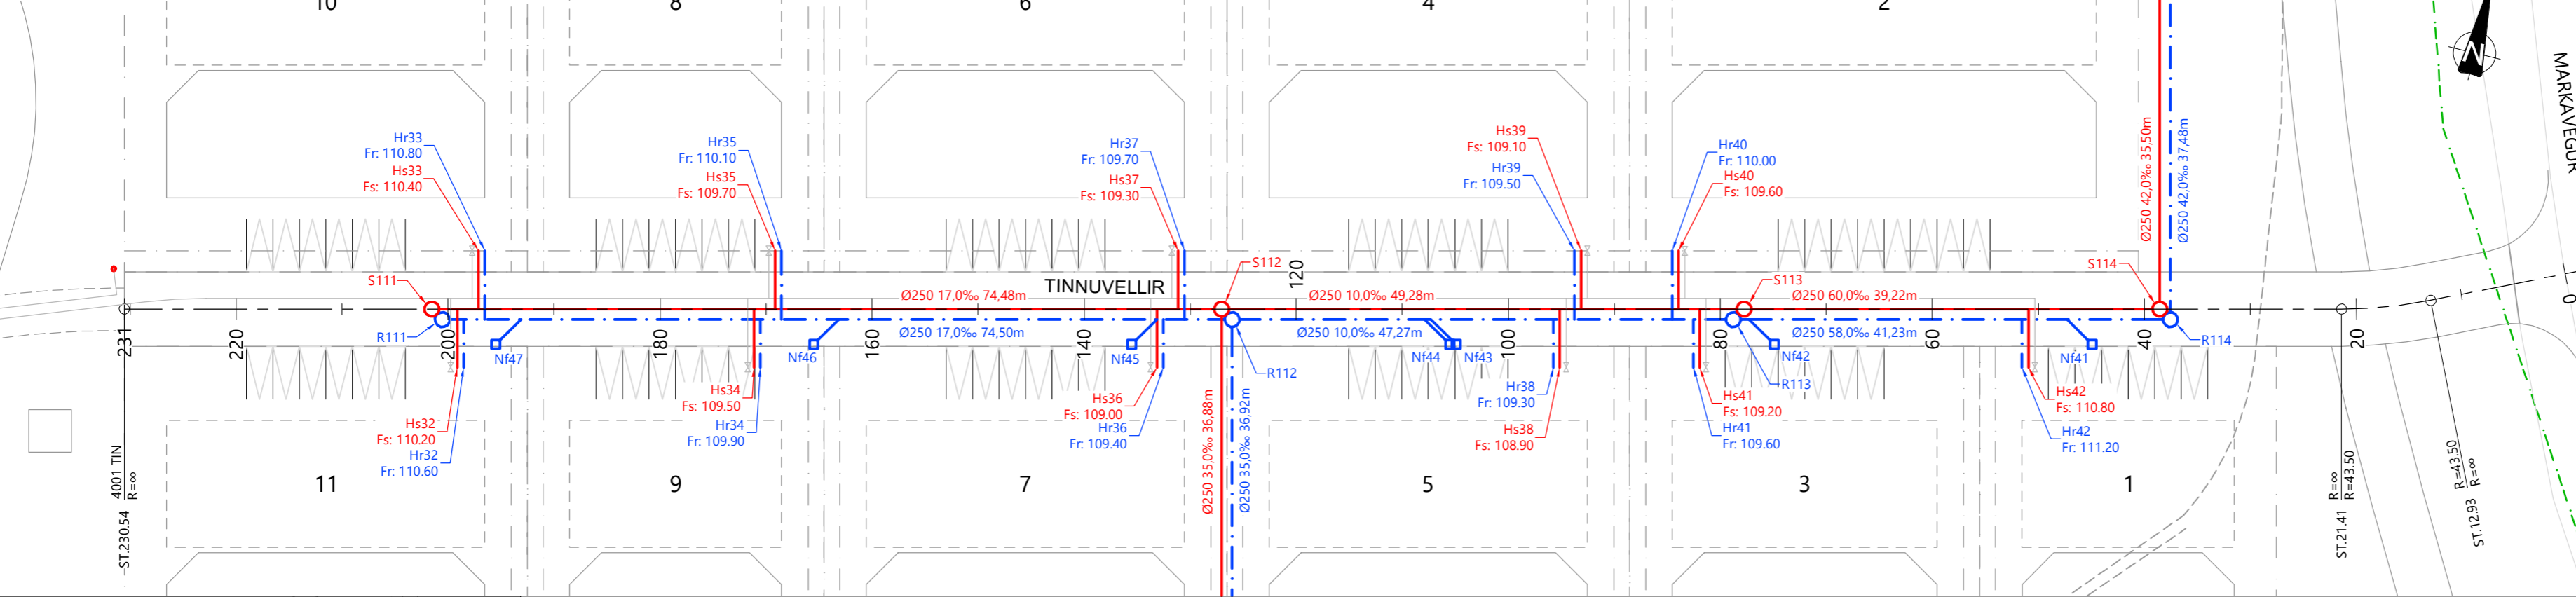 10
8
6
4
2
N
MARKAVEGUR
Hr33
Fr: 110.80
Hs33
Fs: 110.40
Hr35
Fr: 110.10
Hs35
Fs: 109.70
Hr37
Fr: 109.70
Hs37
Fs: 109.30
Hs39
Fs: 109.10
Hr39
Fr: 109.50
Hr40
Fr: 110.00
Hs40
Fs: 109.60
Ø250 42,0‰ 35,50m
Ø250 42,0‰ 37,48m
S111
TINNUVELLIR
S112
S113
S114
Ø250 17,0‰ 74,48m
Ø250 10,0‰ 49,28m
Ø250 60,0‰ 39,22m
231
220
200
180
160
140
120
100
80
60
40
20
0
R111
Ø250 17,0‰ 74,50m
Ø250 10,0‰ 47,27m
Ø250 58,0‰ 41,23m
R114
Nf47
Nf46
Nf45
Nf44
Nf43
Nf42
Nf41
R112
R113
Hs32
Fs: 110.20
Hr32
Fr: 110.60
Hs34
Fs: 109.50
Hr34
Fr: 109.90
Hs36
Fs: 109.00
Hr36
Fr: 109.40
Ø250 35,0‰ 36,88m
Ø250 35,0‰ 36,92m
Hr38
Fr: 109.30
Hs38
Fs: 108.90
Hs41
Fs: 109.20
Hr41
Fr: 109.60
Hs42
Fs: 110.80
Hr42
Fr: 111.20
11
9
7
5
3
1
4001 TIN
R=∞
ST.230.54
R=∞
R=43.50
ST.21.41
R=43.50
R=∞
ST.12.93